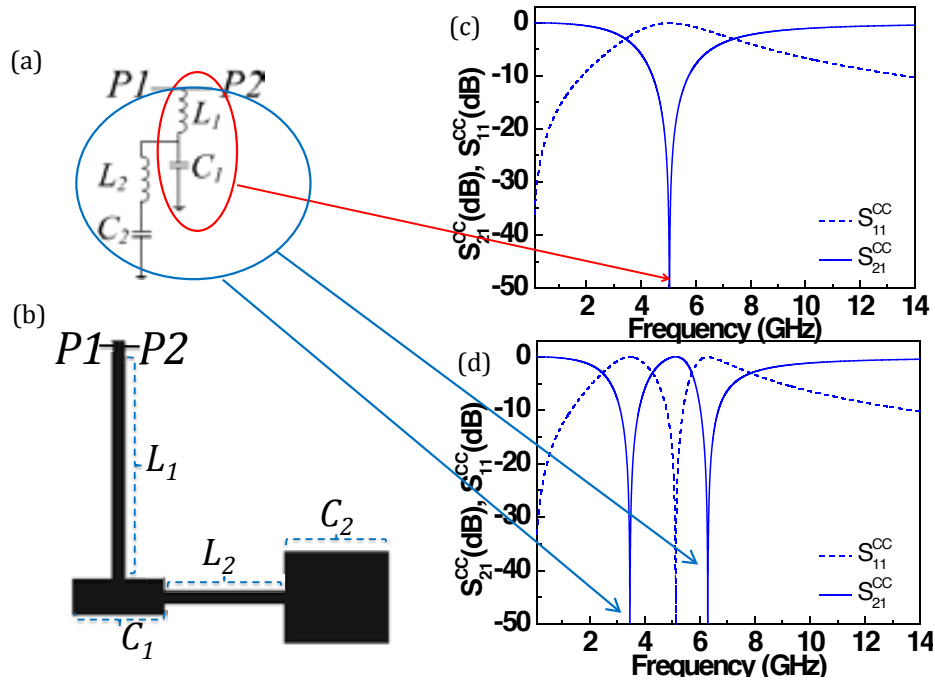 (a)
P1 P2
L1
L2
C1
C2
(b)
P1 P2
L1
C2
L2
C1
(c)
S21CC(dB), S11CC(dB)
0
-10
-20
-30
-40
-50
S11CC
S21CC
2 4 6 8 10 12 14
Frequency (GHz)
(d)
S21CC(dB), S11CC(dB)
0
-10
-20
-30
-40
-50
S11CC
S21CC
2 4 6 8 10 12 14
Frequency (GHz)